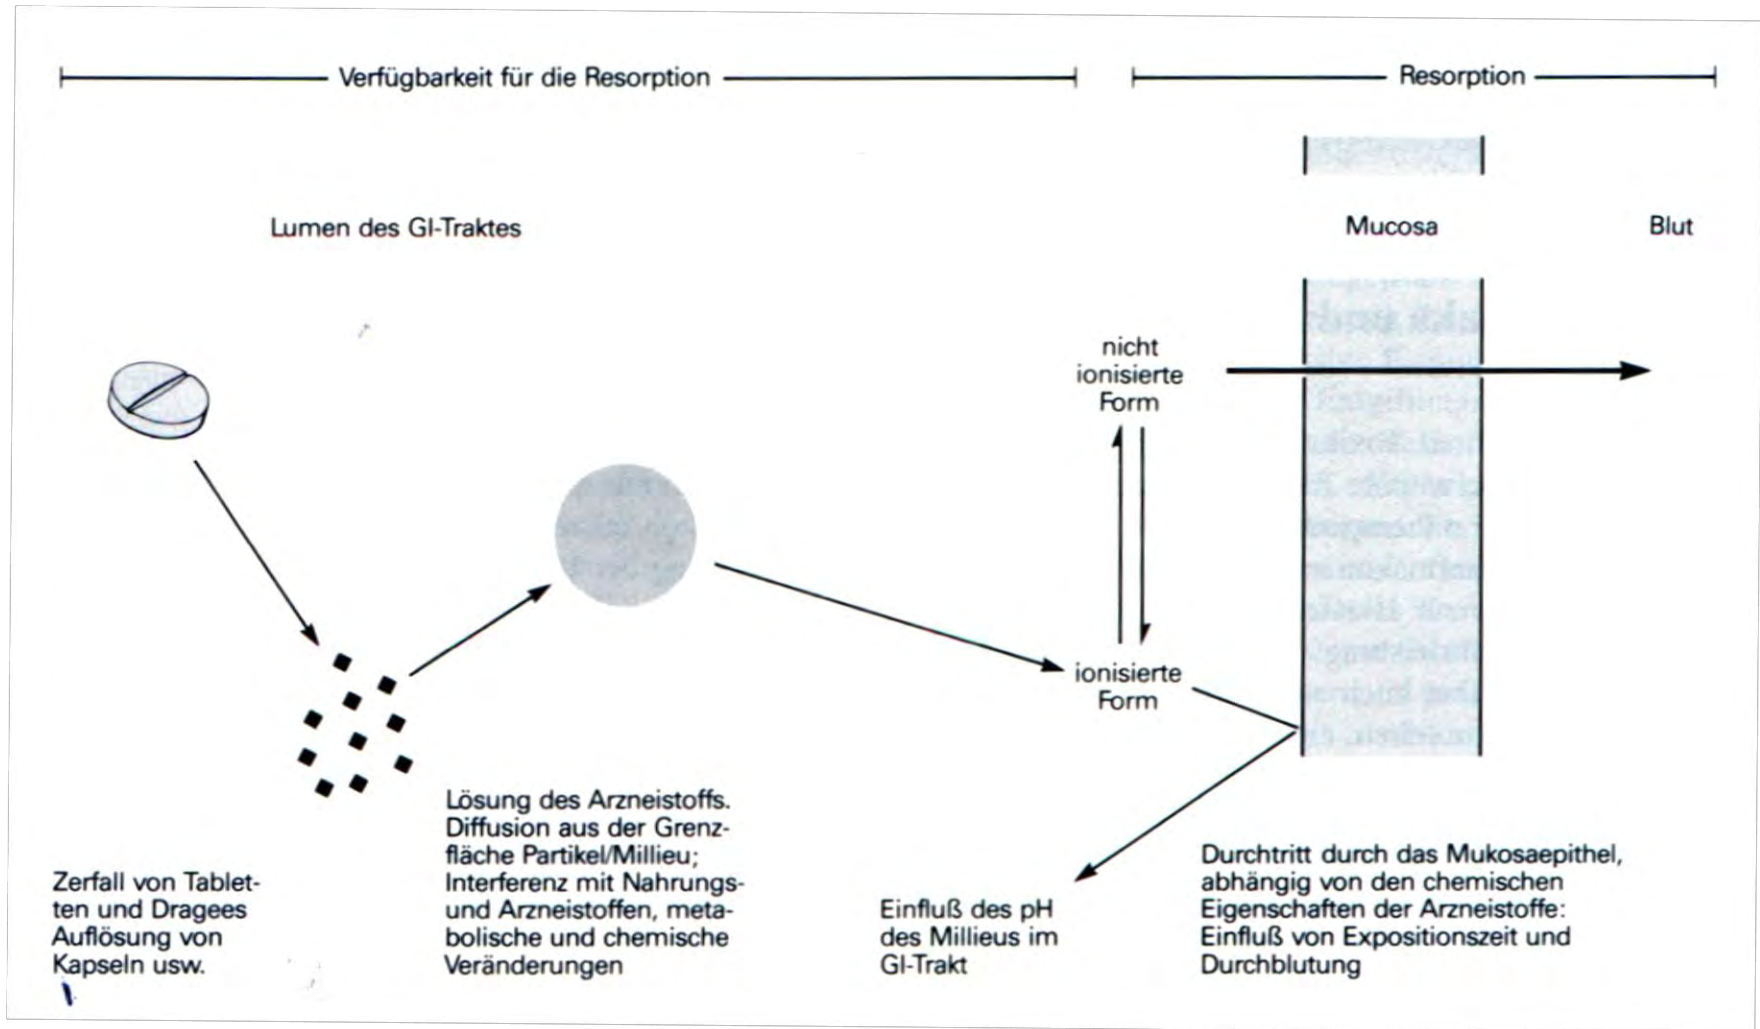 Verfügbarkeit für die Resorption
Resorption
Lumen des GI-Traktes
Mucosa
Blut
nicht
ionisierte
Form
ionisierte
Form
Zerfall von Tablet-
ten und Dragees
Auflösung von
Kapseln usw.
Lösung des Arzneistoffs.
Diffusion aus der Grenz-
fläche Partikel/Millieu;
Interferenz mit Nahrungs-
und Arzneistoffen, meta-
bolische und chemische
Veränderungen
Einfluß des pH
des Millieus im
GI-Trakt
Durchtritt durch das Mukosaepithel,
abhängig von den chemischen
Eigenschaften der Arzneistoffe:
Einfluß von Expositionszeit und
Durchblutung